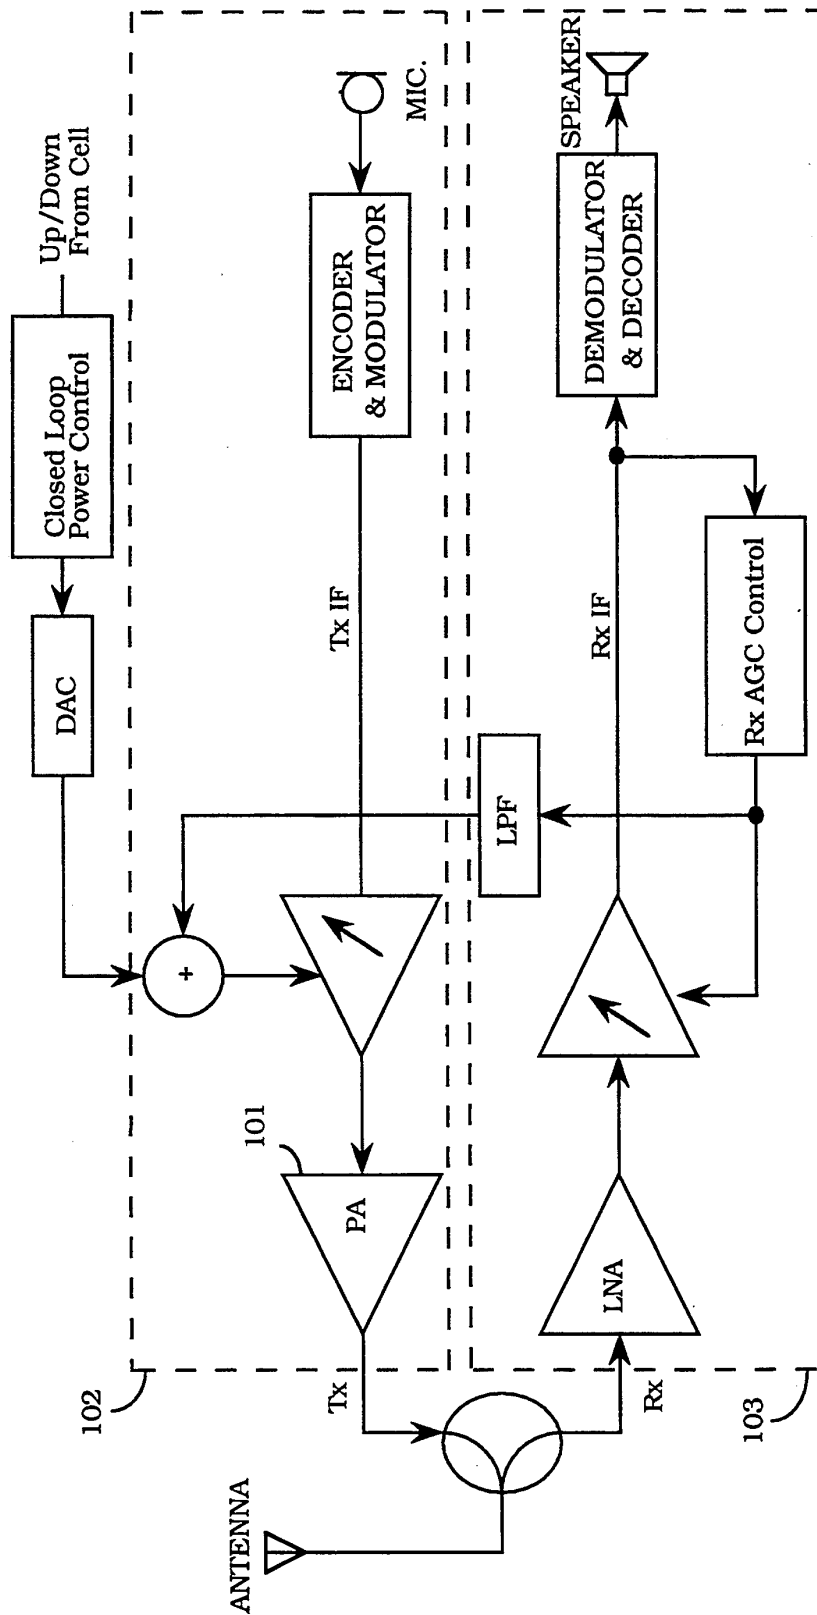 Up/Down
From Cell
Closed Loop
Power Control
DAC
102
MIC.
ENCODER
& MODULATOR
Tx IF
+
101
PA
Tx
ANTENNA
LPF
SPEAKER
DEMODULATOR
& DECODER
Rx IF
Rx AGC Control
LNA
Rx
103